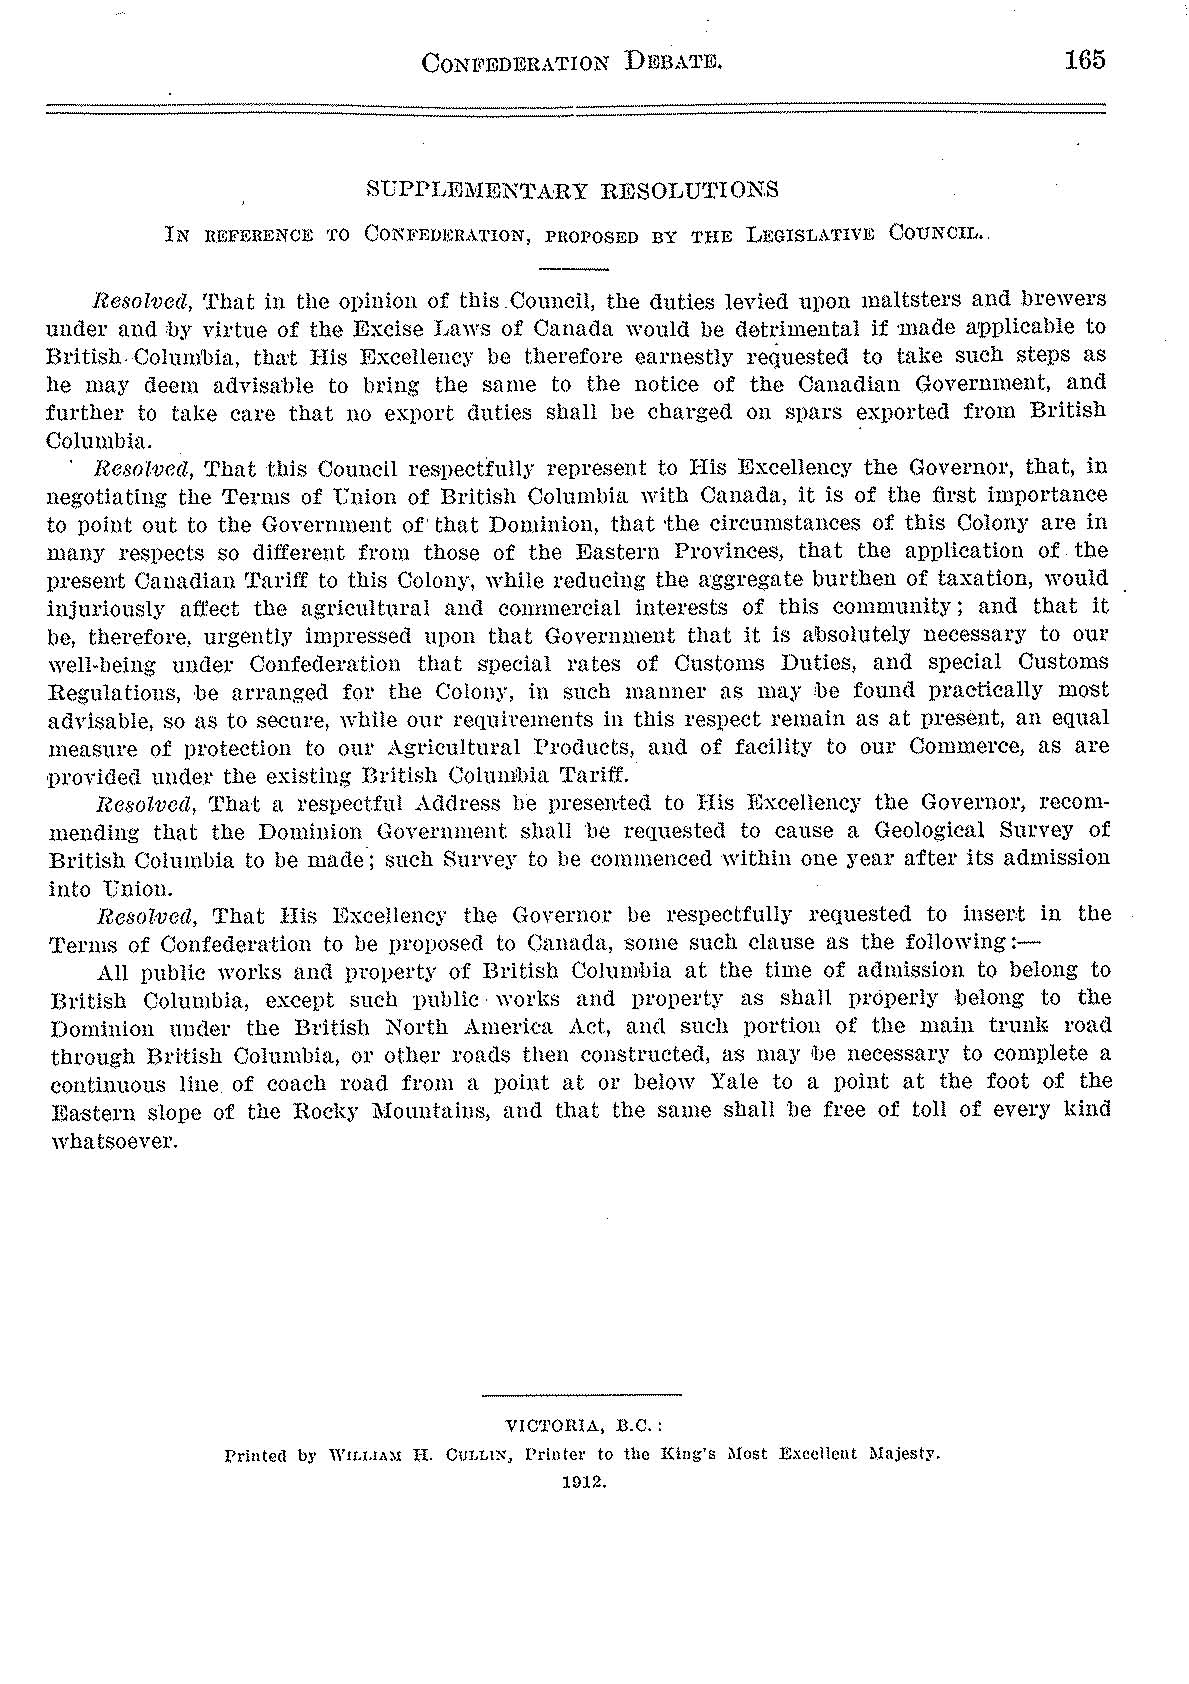 CONFEDERATION DEBATE. 165
SUPPLEMENTARY RESOLUTIONS
IN REFERENCE TO CONFEDERATION, PROPOSED BY THE LEGISLATIVE COUNCIL.
Resolved, That in the opinion of this Council, the duties levied upon maltsters and brewers
under and by virtue of the Excise Laws of Canada would be detrimental if made applicable to
British Columbia, that His Excellency be therefore earnestly requested to take such steps as
he may deem advisable to bring the same to the notice of the Canadian Government, and
further to take care that no export duties shall be charged on spars exported from British
Columbia.
Resolved, That this Council respectfully represent to His Excellency the Governor, that, in
negotiating the Terms of Union of British Columbia with Canada, it is of the first importance
to point out to the Government of that Dominion, that the circumstances of this Colony are in
many respects so different from those of the Eastern Provinces, that the application of the
present Canadian Tariff to this Colony, while reducing the aggregate burthen of taxation, would
injuriously affect the agricultural and commercial interests of this community; and that it
be, therefore, urgently impressed upon that Government that it is absolutely necessary to our
well-being under Confederation that special rates of Customs Duties, and special Customs
Regulations, be arranged for the Colony, in such manner as may be found practically most
advisable, so as to secure, while our requirements in this respect remain as at present, an equal
measure of protection to our Agricultural Products, and of facility to our Commerce, as are
provided under the existing British Columbia Tariff.
Resolved, That a respectful Address be presented to His Excellency the Governor, recom-
mending that the Dominion Government shall be requested to cause a Geological Survey of
British Columbia to be made; such Survey to be commenced within one year after its admission
into Union.
Resolved, That His Excellency the Governor be respectfully requested to insert in the
Terms of Confederation to be proposed to Canada, some such clause as the following:—
All public works and property of British Columbia at the time of admission to belong to
British Columbia, except such public works and property as shall properly belong to the
Dominion under the British North America Act, and such portion of the main trunk road
through British Columbia, or other roads then constructed, as may be necessary to complete a
continuous line of coach road from a point at or below Yale to a point at the foot of the
Eastern slope of the Rocky Mountains, and that the same shall be free of toll of every kind
whatsoever.
VICTORIA, B.C.:
Printed by WILLIAM H. CULLIN, Printer to the King's Most Excellent Majesty.
1912.